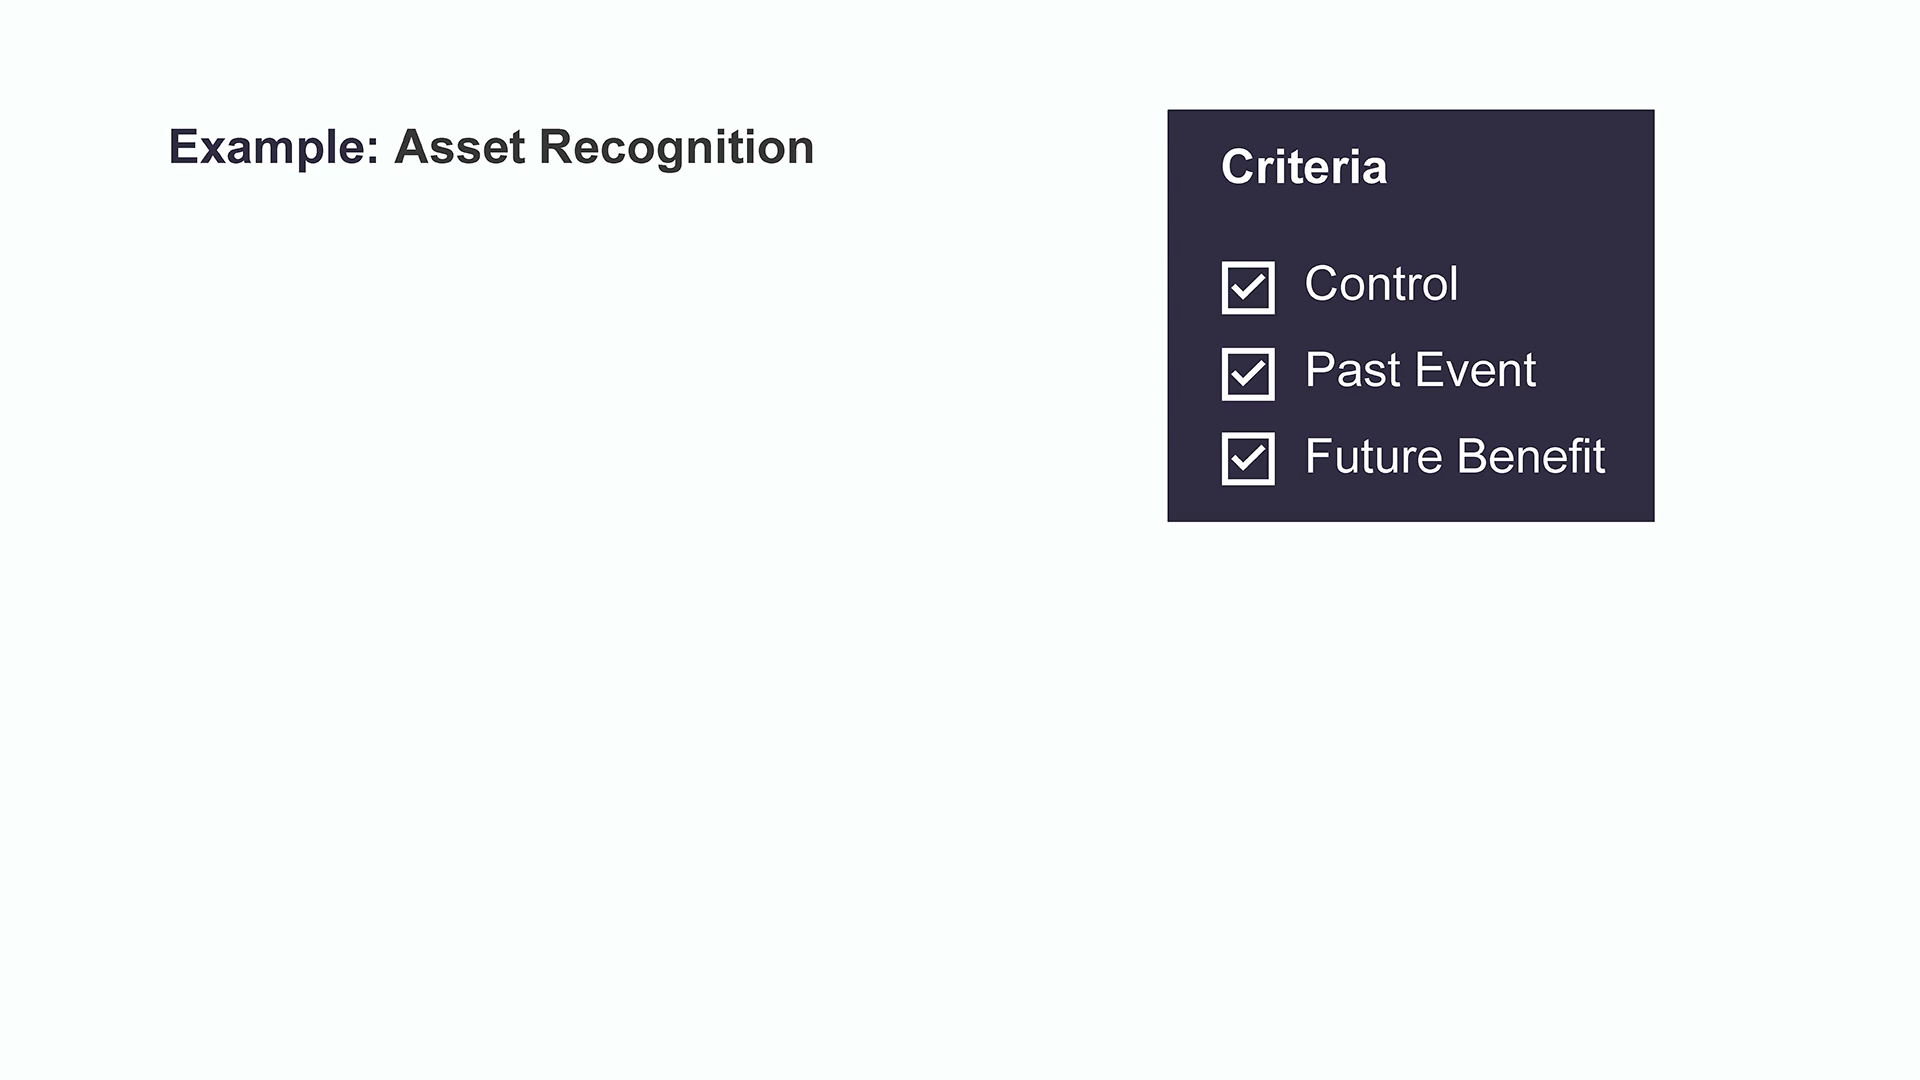 Example: Asset Recognition
Criteria
Control
Past Event
Future Benefit